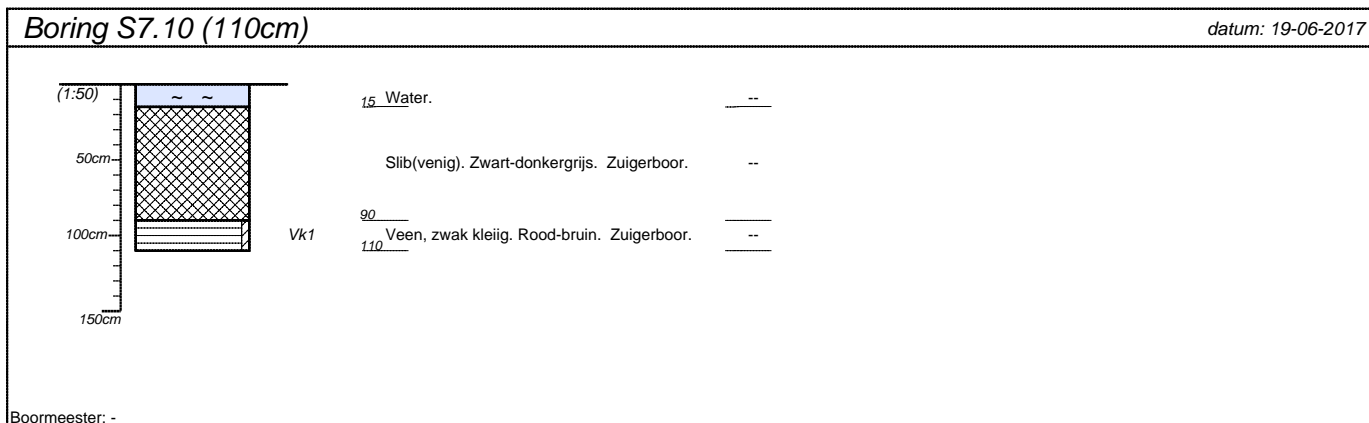 Boring S7.10 (110cm) datum: 19-06-2017
(1:50) ~ ~ 15 Water. --
50cm Slib(venig). Zwart-donkergrijs. Zuigerboor. --
90
100cm Vk1 Veen, zwak kleiig. Rood-bruin. Zuigerboor. --
110
150cm
Boormeester: -